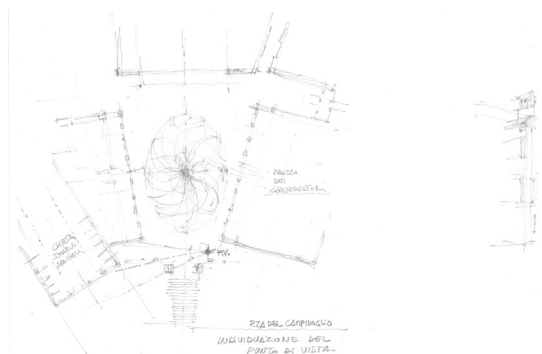 PALAZZO
DEI
CONSERVATORI
CHIESA
SANTA
MARIA
P.V.
P.ZA DEL CAMPIDOGLIO
INDIVIDUAZIONE DEL
PUNTO DI VISTA